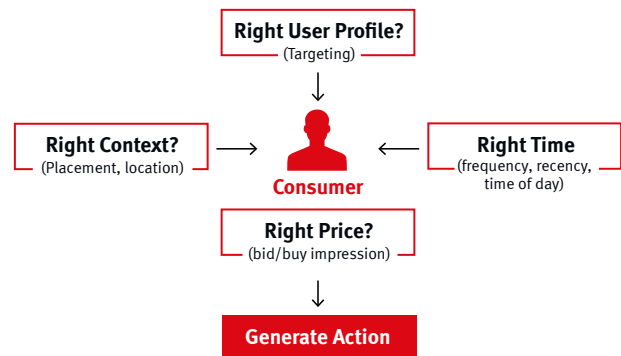 Right User Profile?
(Targeting)
Right Context?
(Placement, location)
Right Time
(frequency, recency,
time of day)
Consumer
Right Price?
(bid/buy impression)
Generate Action